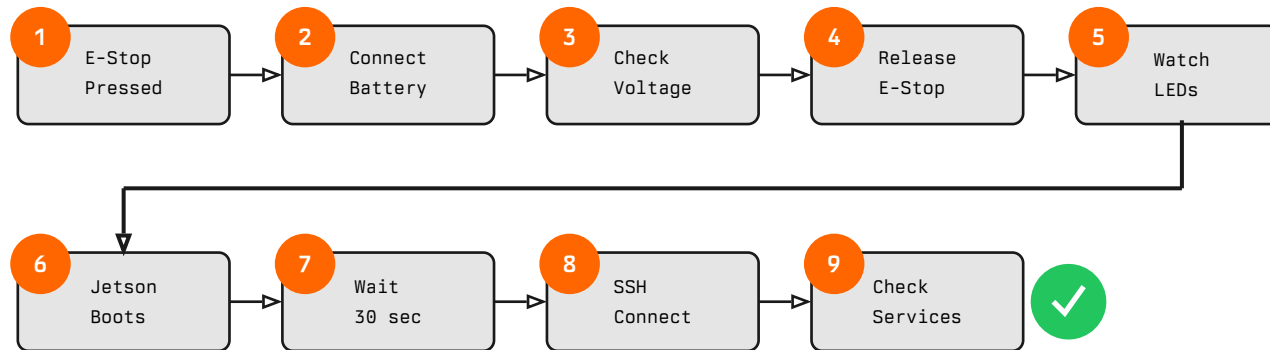 1
E-Stop
Pressed
2
Connect
Battery
3
Check
Voltage
4
Release
E-Stop
5
Watch
LEDs
6
Jetson
Boots
7
Wait
30 sec
8
SSH
Connect
9
Check
Services